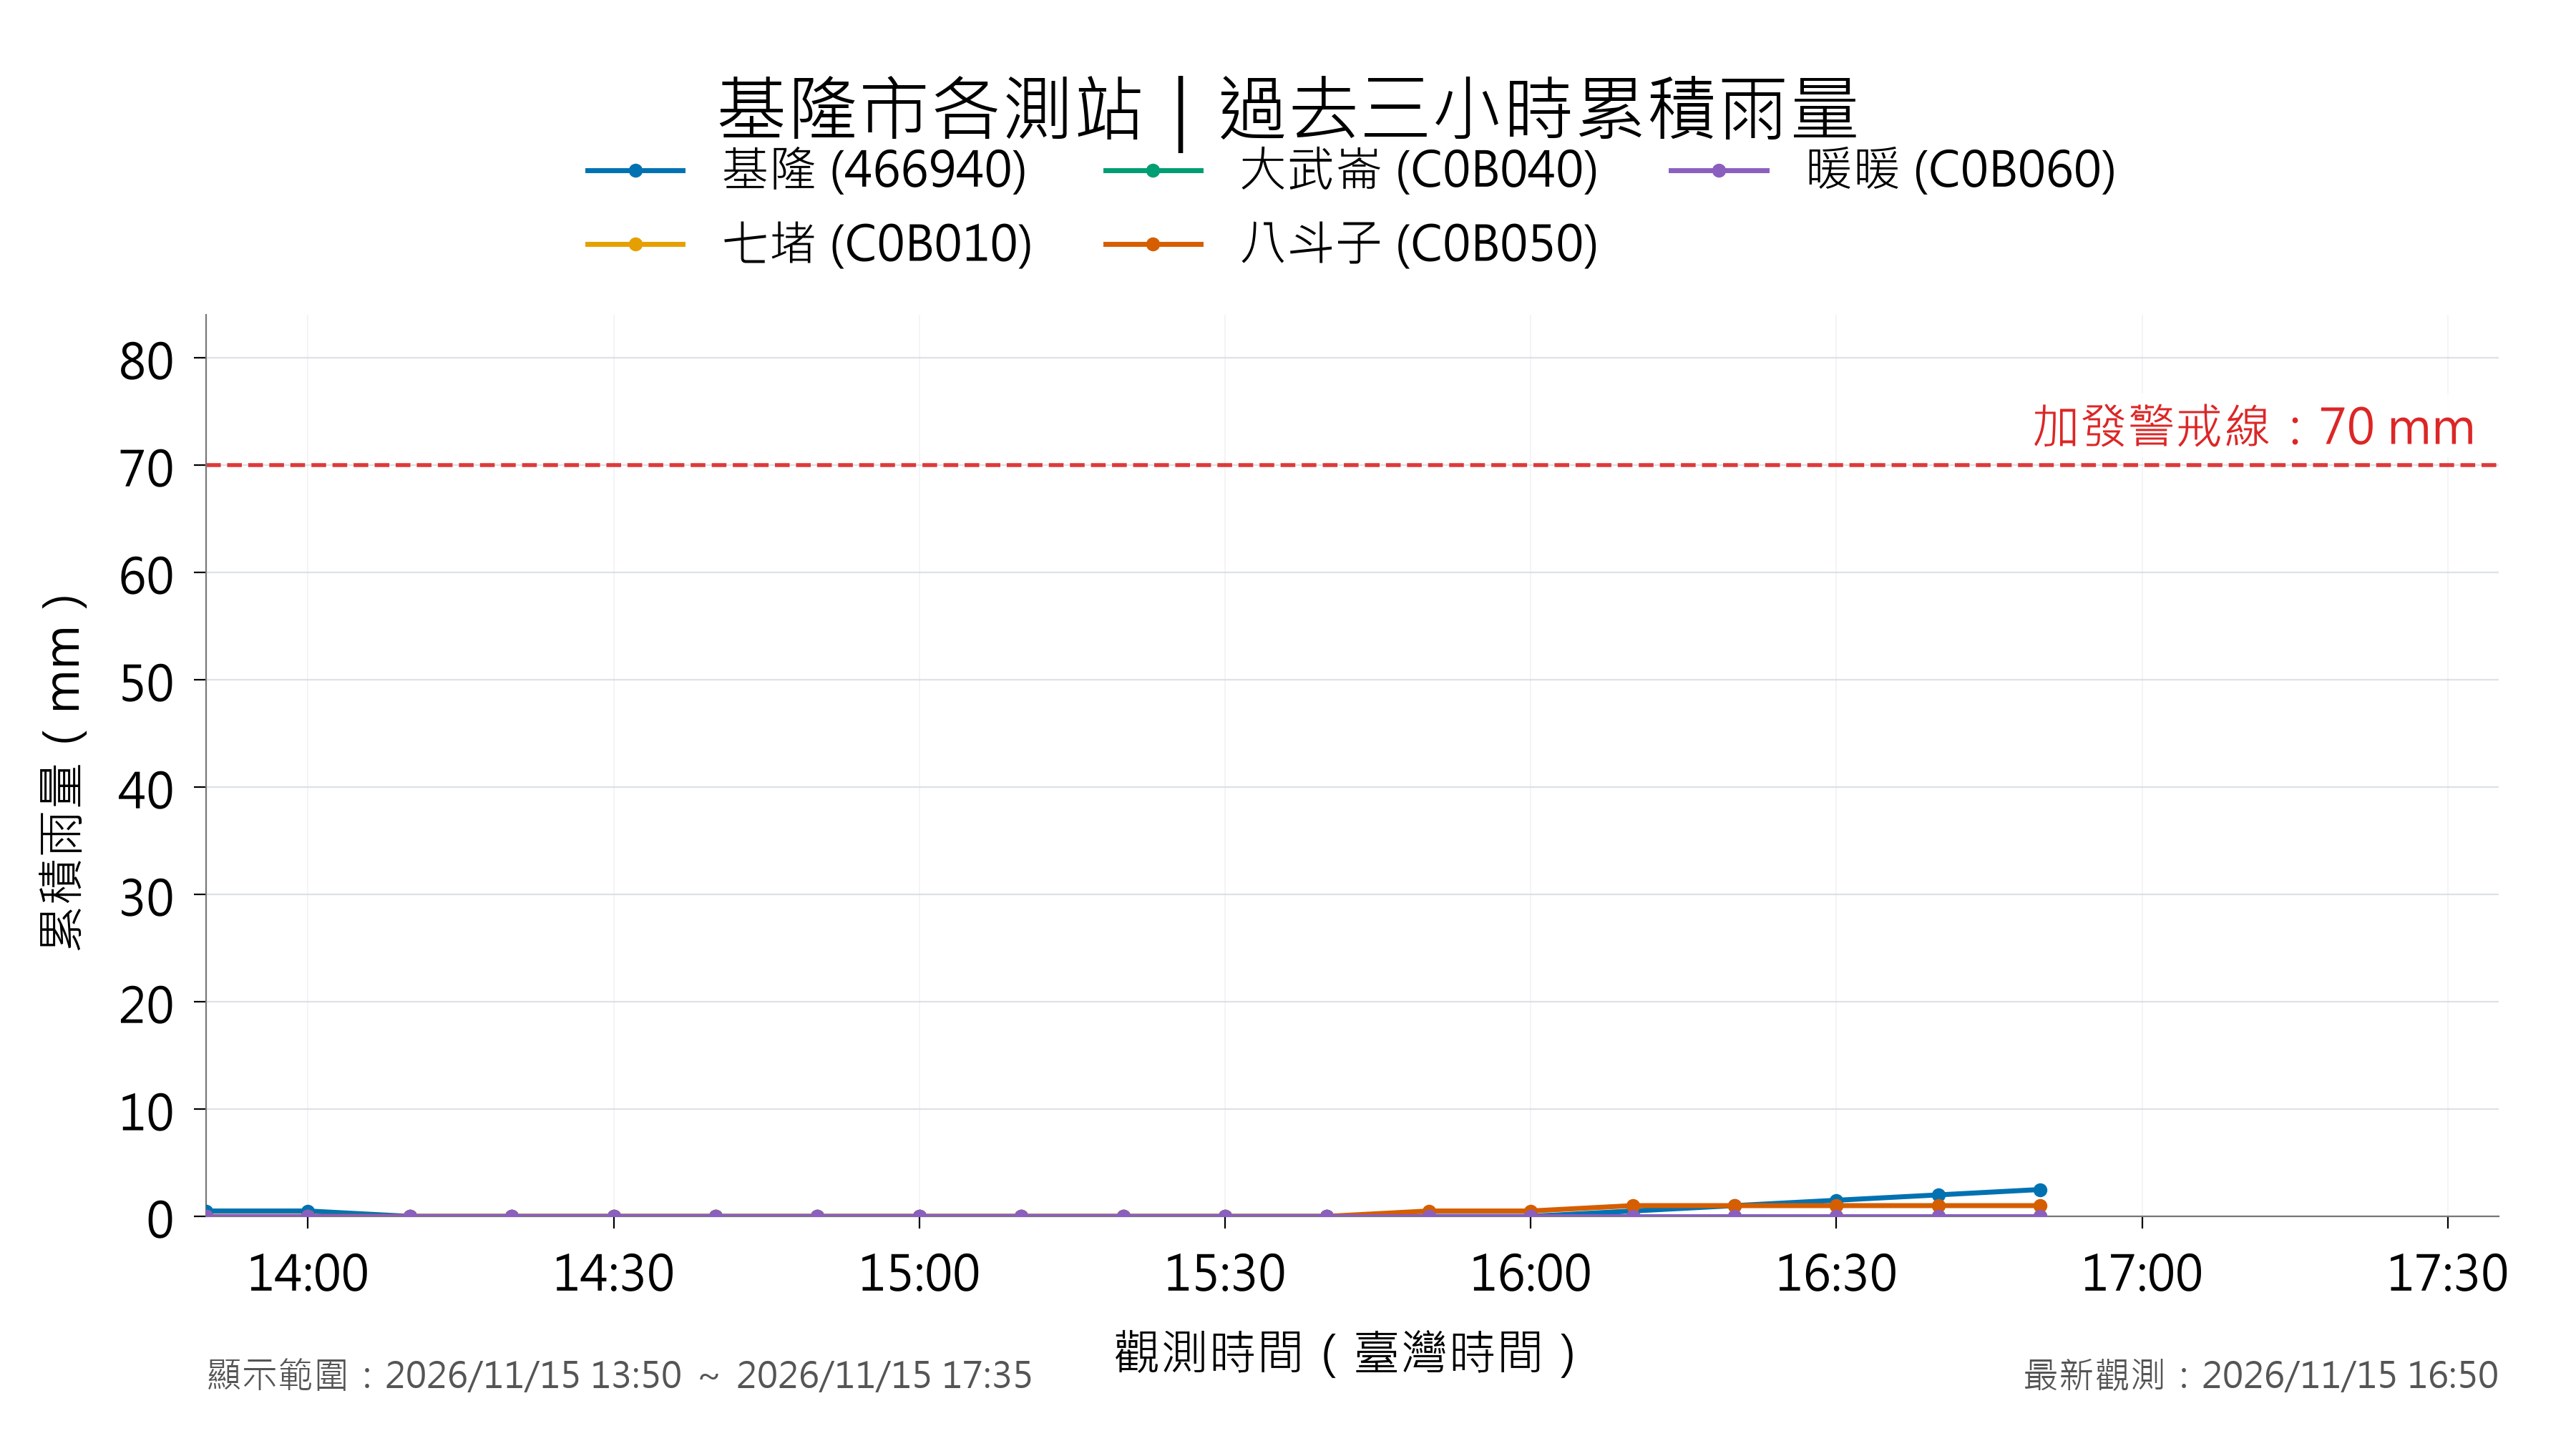 基隆市各測站｜過去三小時累積雨量
基隆 (466940)
大武崙 (C0B040)
暖暖 (C0B060)
七堵 (C0B010)
八斗子 (C0B050)
加發警戒線：70 mm
累積雨量（mm）
80
70
60
50
40
30
20
10
0
14:00
14:30
15:00
15:30
16:00
16:30
17:00
17:30
觀測時間（臺灣時間）
顯示範圍：2026/11/15 13:50 ~ 2026/11/15 17:35
最新觀測：2026/11/15 16:50